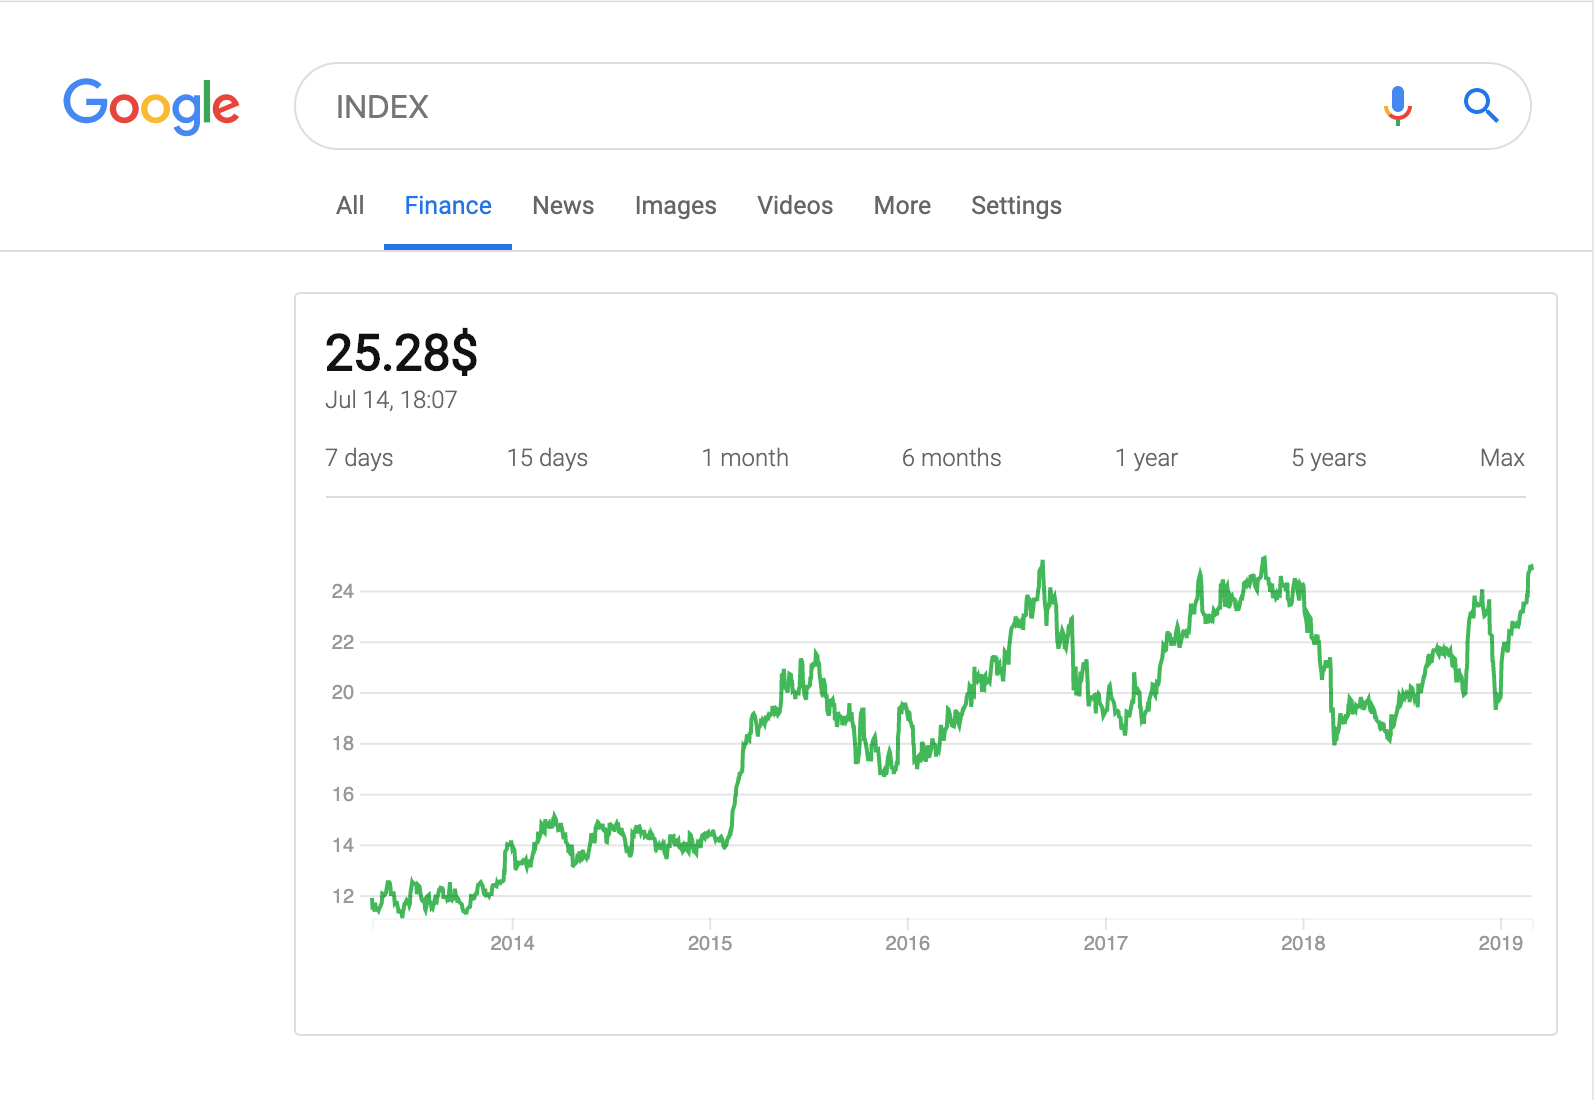 Google
INDEX
All Finance News Images Videos More Settings
25.28$
Jul 14, 18:07
7 days 15 days 1 month 6 months 1 year 5 years Max
24
22
20
18
16
14
12
2014 2015 2016 2017 2018 2019